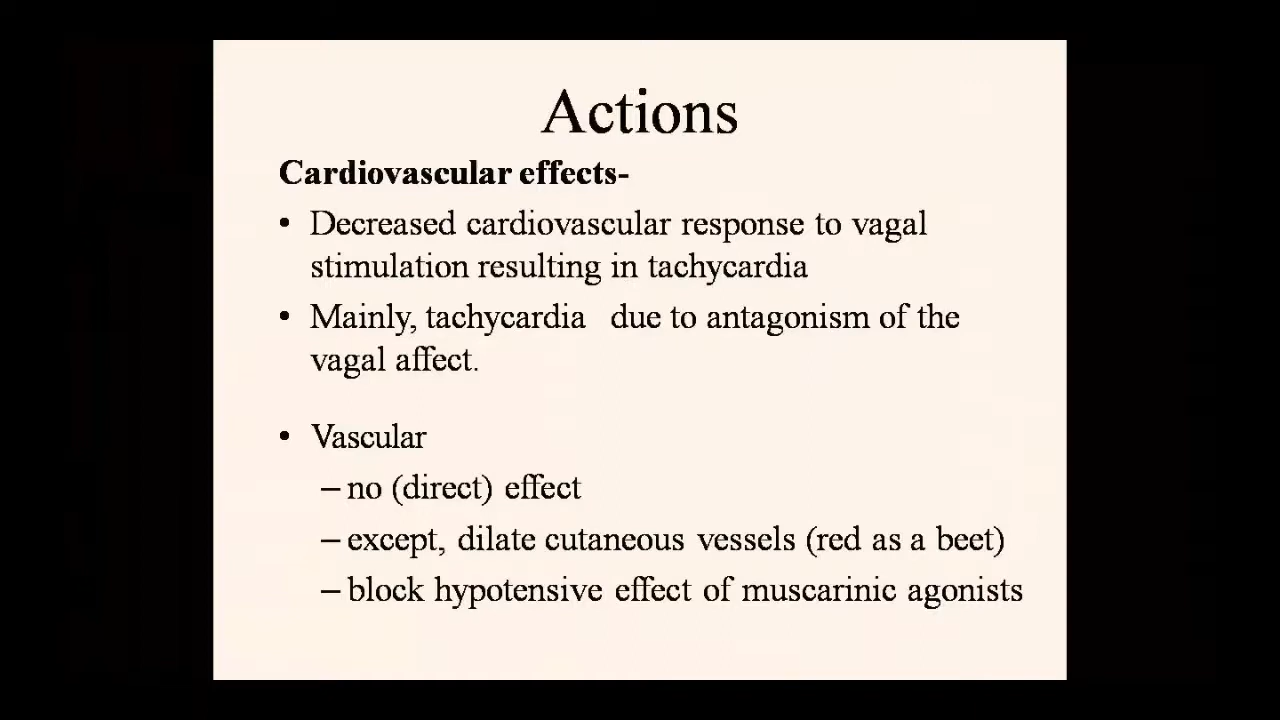 Actions
Cardiovascular effects-
• Decreased cardiovascular response to vagal
stimulation resulting in tachycardia
• Mainly, tachycardia due to antagonism of the
vagal affect.
• Vascular
– no (direct) effect
– except, dilate cutaneous vessels (red as a beet)
– block hypotensive effect of muscarinic agonists